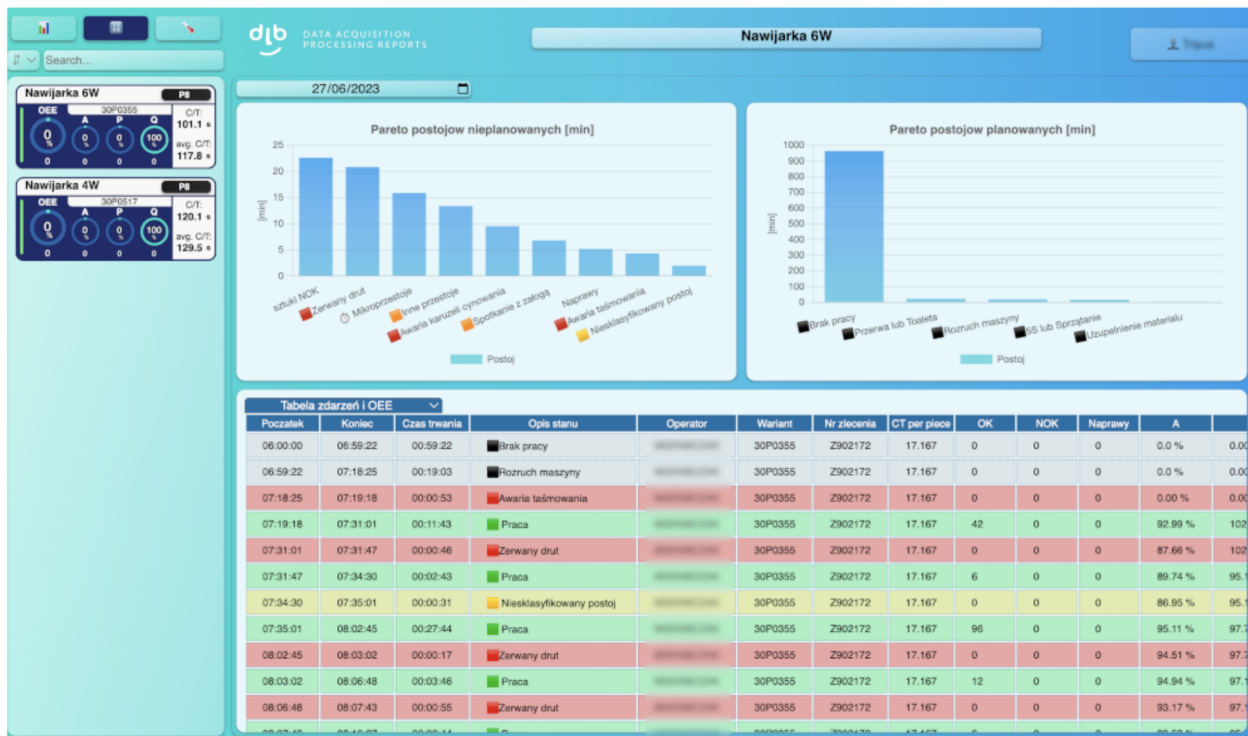 dlb DATA ACQUISITION
PROCESSING REPORTS
Nawijarka 6W
Search...
27/06/2023
Nawijarka 6W P8
OEE 30P0355 C/T:
A P Q 101.1 s
0 % 0 % 0 % 100 % avg. C/T:
0 0 0 0 117.8 s
Nawijarka 4W P8
OEE 30P0517 C/T:
A P Q 120.1 s
0 % 0 % 0 % 100 % avg. C/T:
0 0 0 0 129.5 s
Pareto postojow nieplanowanych [min]
25
20
15
10
5
0
[min]
sztuki NOK
Zerwany drut
Mikroprzestoje
Inne przestoje
Awaria karuzeli cynowania
Spotkanie z załogą
Naprawy
Awaria taśmowania
Niesklasyfikowany postoj
Postoj
Pareto postojow planowanych [min]
1000
900
800
700
600
500
400
300
200
100
0
[min]
Brak pracy
Przerwa lub Toaleta
Rozruch maszyny
5S lub Sprzątanie
Uzupelnienie materialu
Postoj
Tabela zdarzeń i OEE
Poczatek Koniec Czas trwania Opis stanu Operator Wariant Nr zlecenia CT per piece OK NOK Naprawy A
06:00:00 06:59:22 00:59:22 Brak pracy 30P0355 Z902172 17.167 0 0 0 0.0 %
06:59:22 07:18:25 00:19:03 Rozruch maszyny 30P0355 Z902172 17.167 0 0 0 0.0 %
07:18:25 07:19:18 00:00:53 Awaria taśmowania 30P0355 Z902172 17.167 0 0 0 0.00 %
07:19:18 07:31:01 00:11:43 Praca 30P0355 Z902172 17.167 42 0 0 92.99 % 102
07:31:01 07:31:47 00:00:46 Zerwany drut 30P0355 Z902172 17.167 0 0 0 87.66 % 102
07:31:47 07:34:30 00:02:43 Praca 30P0355 Z902172 17.167 6 0 0 89.74 % 95.1
07:34:30 07:35:01 00:00:31 Niesklasyfikowany postoj 30P0355 Z902172 17.167 0 0 0 86.95 % 95.1
07:35:01 08:02:45 00:27:44 Praca 30P0355 Z902172 17.167 96 0 0 95.11 % 97.7
08:02:45 08:03:02 00:00:17 Zerwany drut 30P0355 Z902172 17.167 0 0 0 94.51 % 97.7
08:03:02 08:06:48 00:03:46 Praca 30P0355 Z902172 17.167 12 0 0 94.94 % 97.1
08:06:48 08:07:43 00:00:55 Zerwany drut 30P0355 Z902172 17.167 0 0 0 93.17 % 97.1